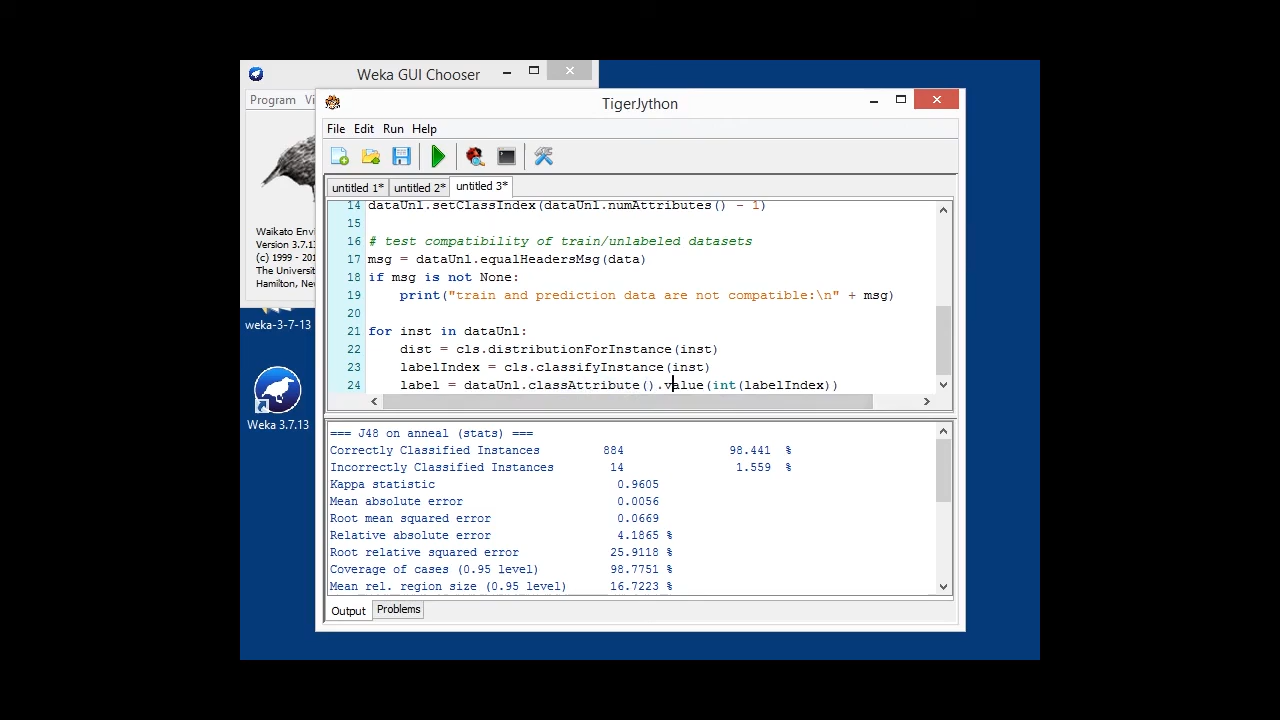 Weka GUI Chooser
Program Vi
Waikato Envi
Version 3.7.13
(c) 1999 - 201
The Universit
Hamilton, New
weka-3-7-13
Weka 3.7.13
TigerJython
File Edit Run Help
untitled 1* untitled 2* untitled 3*
14 dataUnl.setClassIndex(dataUnl.numAttributes() - 1)
15
16 # test compatibility of train/unlabeled datasets
17 msg = dataUnl.equalHeadersMsg(data)
18 if msg is not None:
19     print("train and prediction data are not compatible:\n" + msg)
20
21 for inst in dataUnl:
22     dist = cls.distributionForInstance(inst)
23     labelIndex = cls.classifyInstance(inst)
24     label = dataUnl.classAttribute().value(int(labelIndex))
=== J48 on anneal (stats) ===
Correctly Classified Instances 884 98.441 %
Incorrectly Classified Instances 14 1.559 %
Kappa statistic 0.9605
Mean absolute error 0.0056
Root mean squared error 0.0669
Relative absolute error 4.1865 %
Root relative squared error 25.9118 %
Coverage of cases (0.95 level) 98.7751 %
Mean rel. region size (0.95 level) 16.7223 %
Output Problems